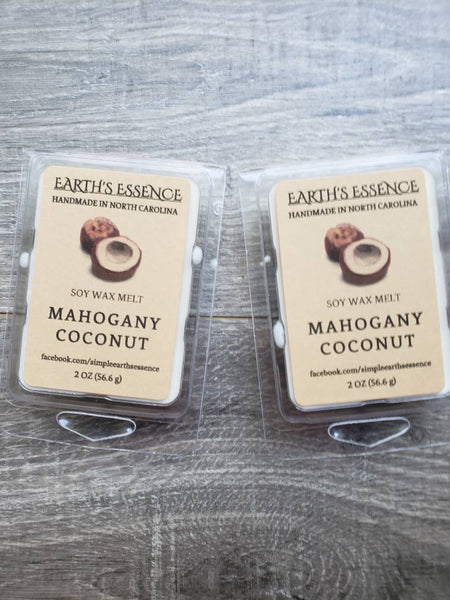 EARTH'S ESSENCE
HANDMADE IN NORTH CAROLINA
SOY WAX MELT
MAHOGANY
COCONUT
facebook.com/simpleearthsessence
2 OZ (56.6 g)
EARTH'S ESSENCE
HANDMADE IN NORTH CAROLINA
SOY WAX MELT
MAHOGANY
COCONUT
facebook.com/simpleearthsessence
2 OZ (56.6 g)